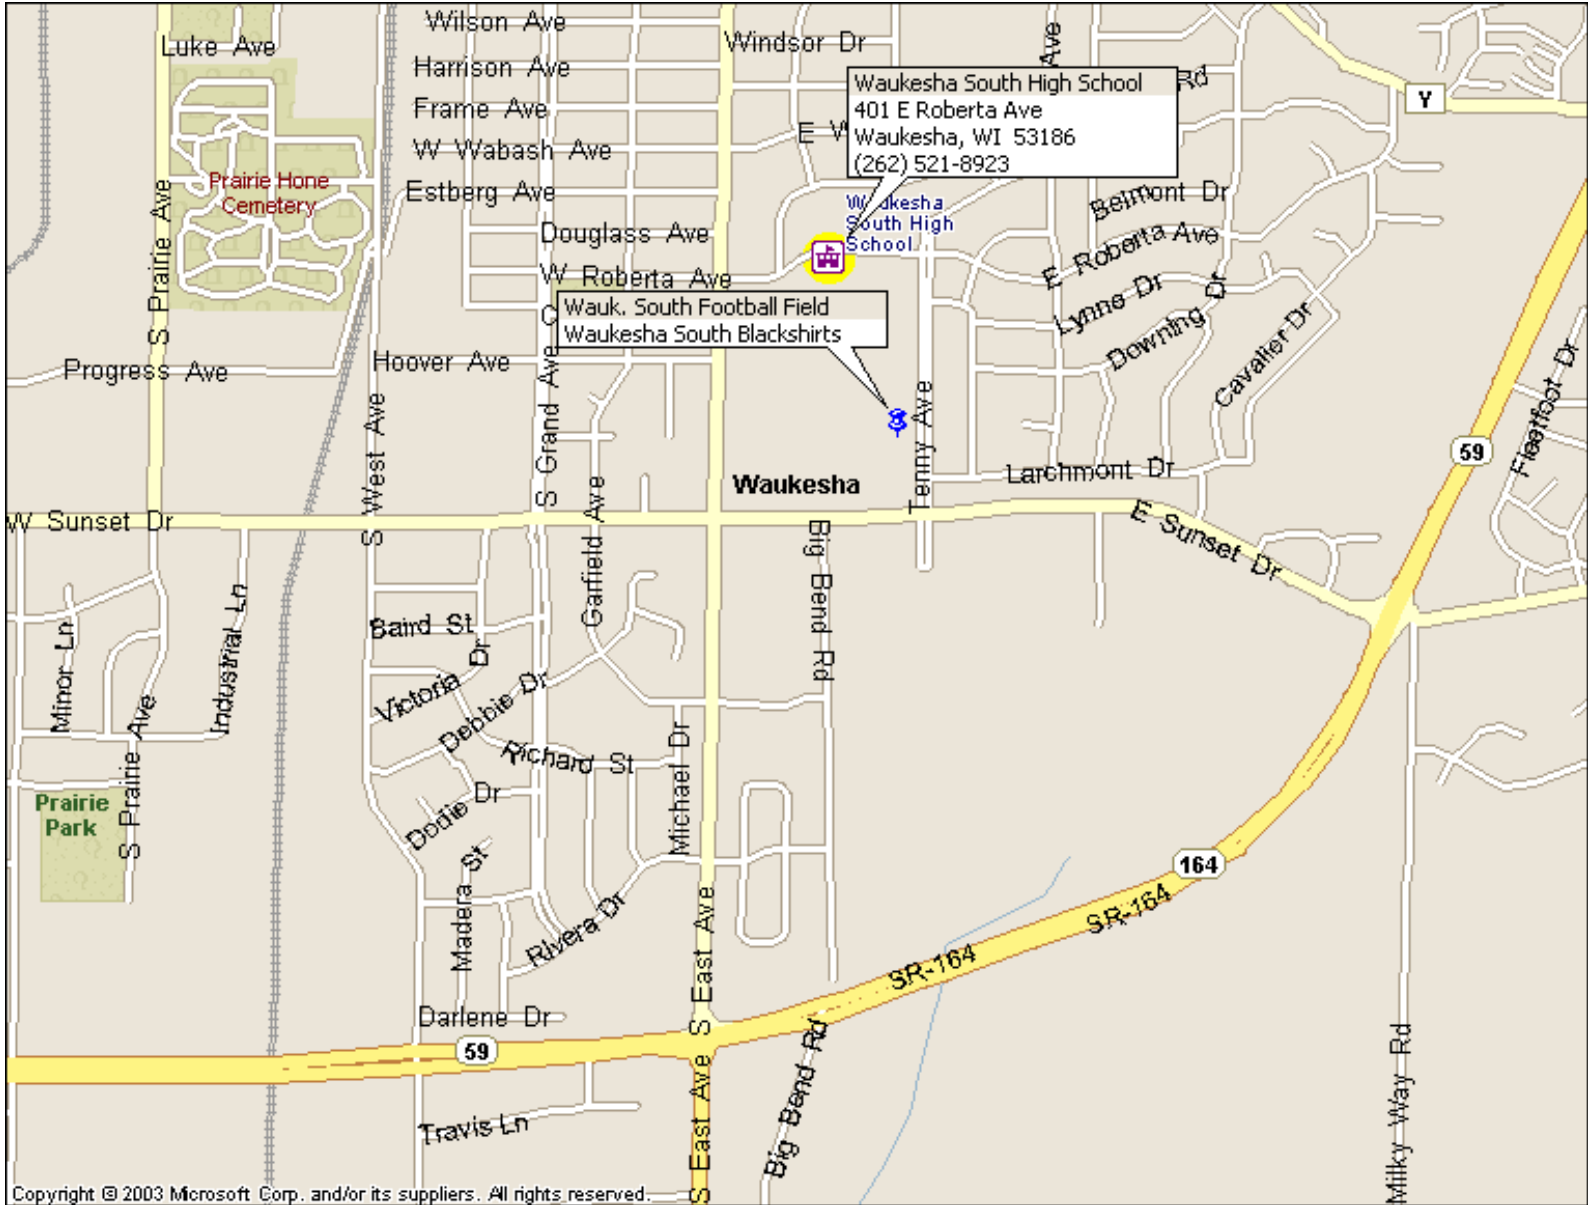 Wilson Ave
Luke Ave
Windsor Dr
Ave
Harrison Ave
Waukesha South High School
Rd
401 E Roberta Ave
Y
Frame Ave
Waukesha, WI 53186
E W
W Wabash Ave
(262) 521-8923
Prairie Hone
Cemetery
Estberg Ave
Belmont Dr
Waukesha
South High
School
Douglass Ave
E Roberta Ave
S Prairie Ave
W Roberta Ave
Lynne Dr
Wauk. South Football Field
Waukesha South Blackshirts
Downing Dr
Cavalier Dr
Hoover Ave
Progress Ave
Fleetfoot Dr
S West Ave
S Grand Ave
Tenny Ave
59
Larchmont Dr
Waukesha
W Sunset Dr
E Sunset Dr
Garfield Ave
Big Bend Rd
Baird St
Minor Ln
Industrial Ln
Victoria Dr
Debbie Dr
Richard St
Michael Dr
S Prairie Ave
Prairie
Park
Dodie Dr
Madera St
164
SR-164
Rivera Dr
S East Ave
SR-164
Darlene Dr
59
Big Bend Rd
S East Ave
S East Ave
Travis Ln
Milky Way Rd
Copyright © 2003 Microsoft Corp. and/or its suppliers. All rights reserved.